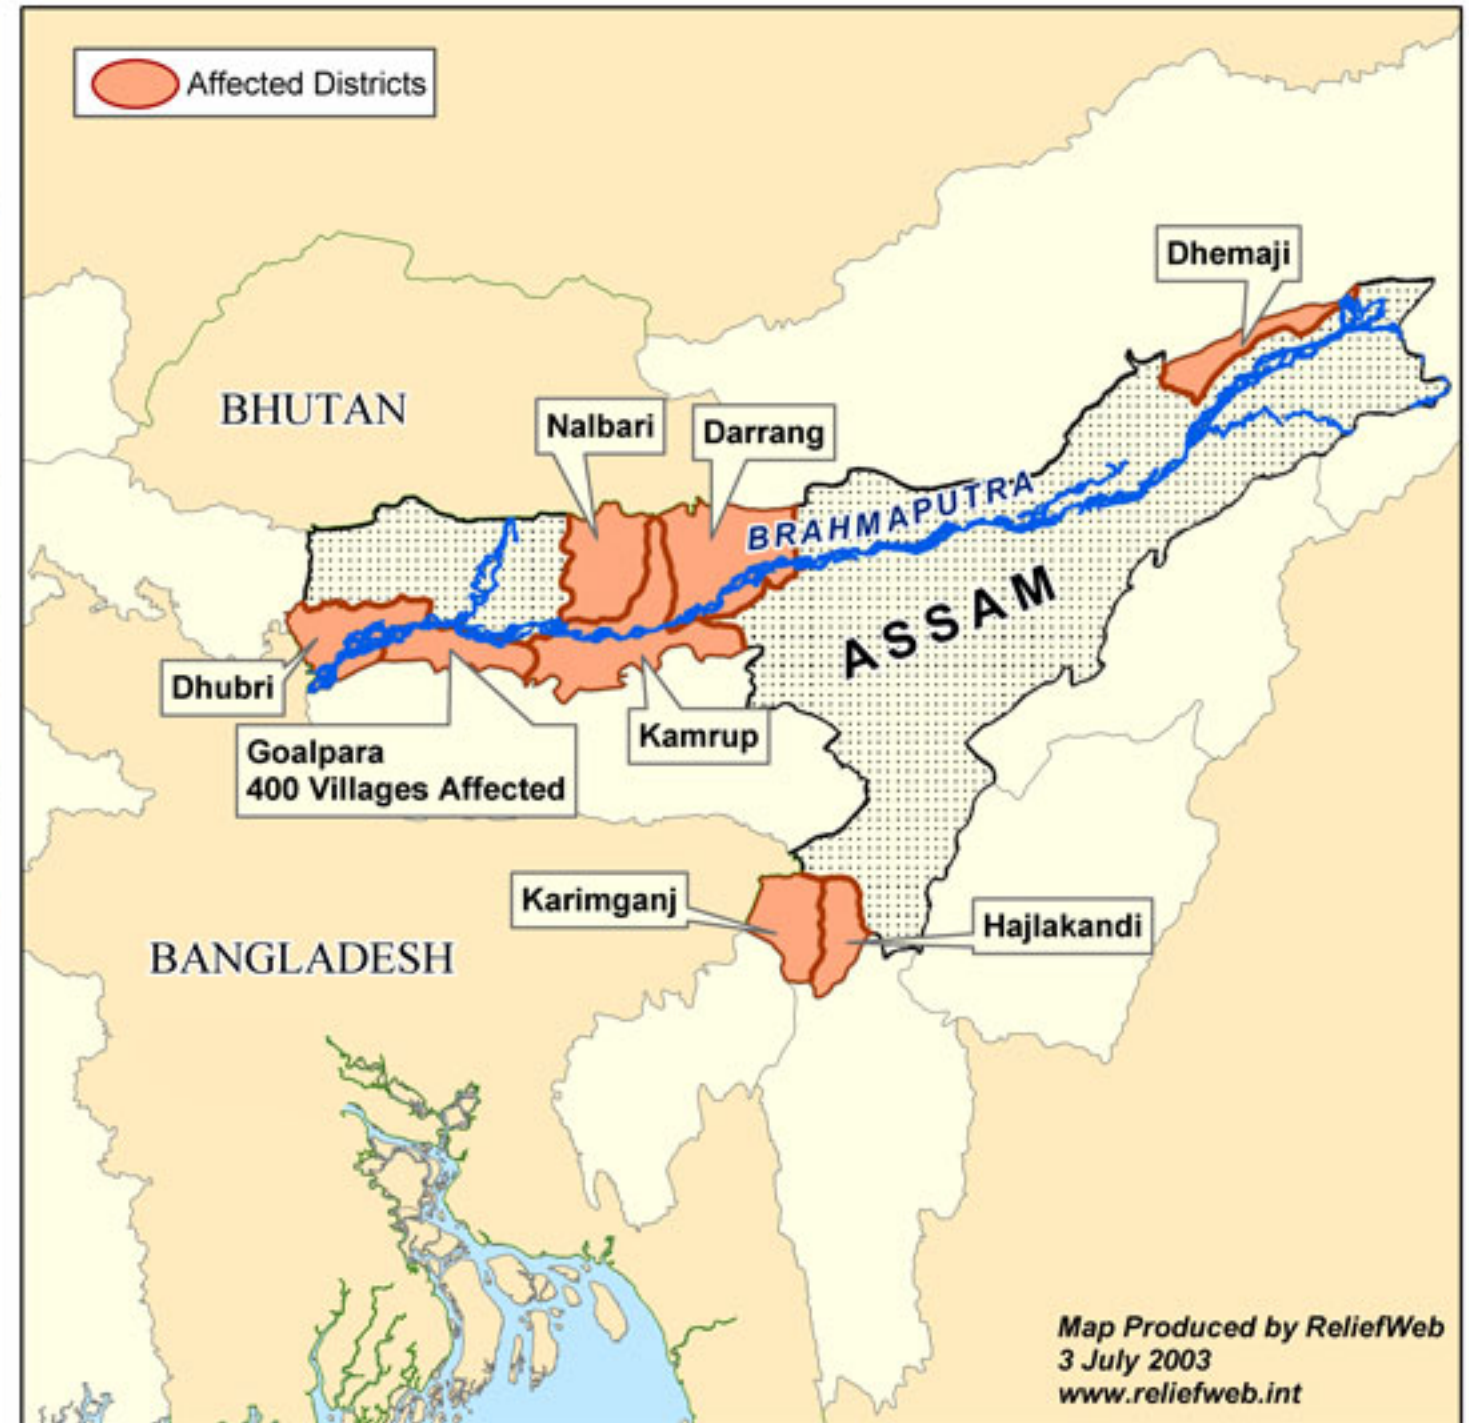 Affected Districts
Dhemaji
BHUTAN
Nalbari
Darrang
BRAHMAPUTRA
ASSAM
Dhubri
Goalpara
400 Villages Affected
Kamrup
Karimganj
Hajlakandi
BANGLADESH
Map Produced by ReliefWeb
3 July 2003
www.reliefweb.int